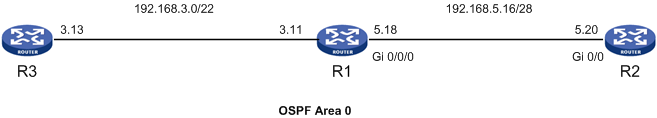 192.168.3.0/22
192.168.5.16/28
3.13
3.11
5.18
5.20
ROUTER
ROUTER
ROUTER
Gi 0/0/0
Gi 0/0
R3
R1
R2
OSPF Area 0